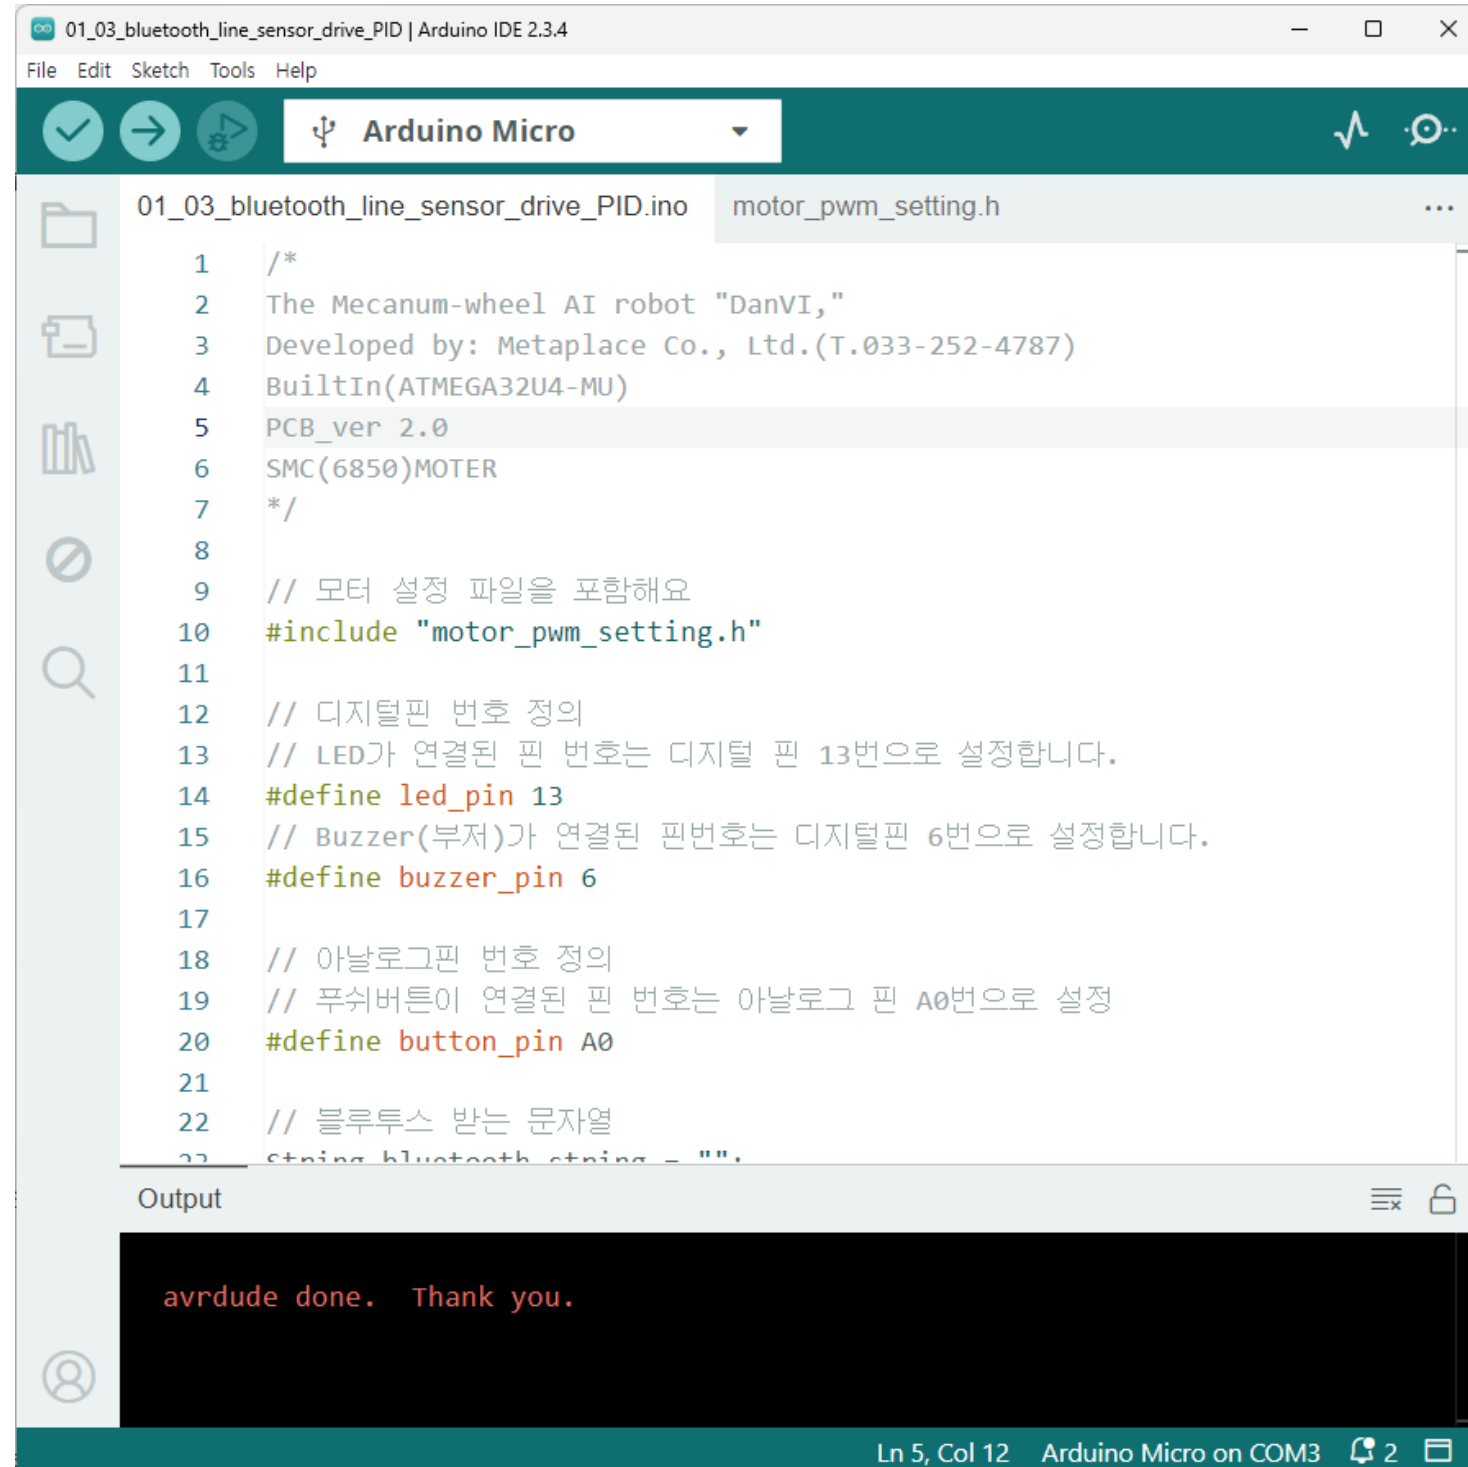 01_03_bluetooth_line_sensor_drive_PID | Arduino IDE 2.3.4
File Edit Sketch Tools Help
Arduino Micro
01_03_bluetooth_line_sensor_drive_PID.ino motor_pwm_setting.h
1 /*
2 The Mecanum-wheel AI robot "DanVI,"
3 Developed by: Metaplace Co., Ltd.(T.033-252-4787)
4 BuiltIn(ATMEGA32U4-MU)
5 PCB_ver 2.0
6 SMC(6850)MOTER
7 */
8
9 // 모터 설정 파일을 포함해요
10 #include "motor_pwm_setting.h"
11
12 // 디지털핀 번호 정의
13 // LED가 연결된 핀 번호는 디지털 핀 13번으로 설정합니다.
14 #define led_pin 13
15 // Buzzer(부저)가 연결된 핀번호는 디지털핀 6번으로 설정합니다.
16 #define buzzer_pin 6
17
18 // 아날로그핀 번호 정의
19 // 푸쉬버튼이 연결된 핀 번호는 아날로그 핀 A0번으로 설정
20 #define button_pin A0
21
22 // 블루투스 받는 문자열
23 String bluetooth_string = "";
Output
avrdude done. Thank you.
Ln 5, Col 12 Arduino Micro on COM3 2